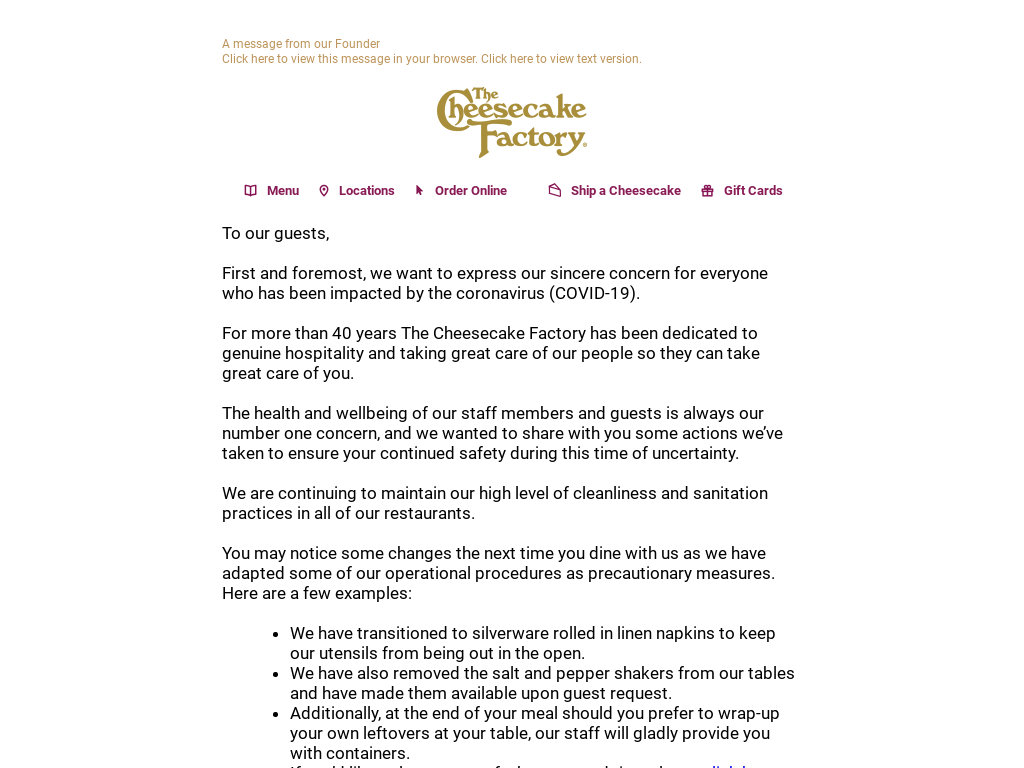 A message from our Founder
Click here to view this message in your browser. Click here to view text version.
The
Cheesecake
Factory®
Menu
Locations
Order Online
Ship a Cheesecake
Gift Cards
To our guests,
First and foremost, we want to express our sincere concern for everyone
who has been impacted by the coronavirus (COVID-19).
For more than 40 years The Cheesecake Factory has been dedicated to
genuine hospitality and taking great care of our people so they can take
great care of you.
The health and wellbeing of our staff members and guests is always our
number one concern, and we wanted to share with you some actions we’ve
taken to ensure your continued safety during this time of uncertainty.
We are continuing to maintain our high level of cleanliness and sanitation
practices in all of our restaurants.
You may notice some changes the next time you dine with us as we have
adapted some of our operational procedures as precautionary measures.
Here are a few examples:
• We have transitioned to silverware rolled in linen napkins to keep
our utensils from being out in the open.
• We have also removed the salt and pepper shakers from our tables
and have made them available upon guest request.
• Additionally, at the end of your meal should you prefer to wrap-up
your own leftovers at your table, our staff will gladly provide you
with containers.